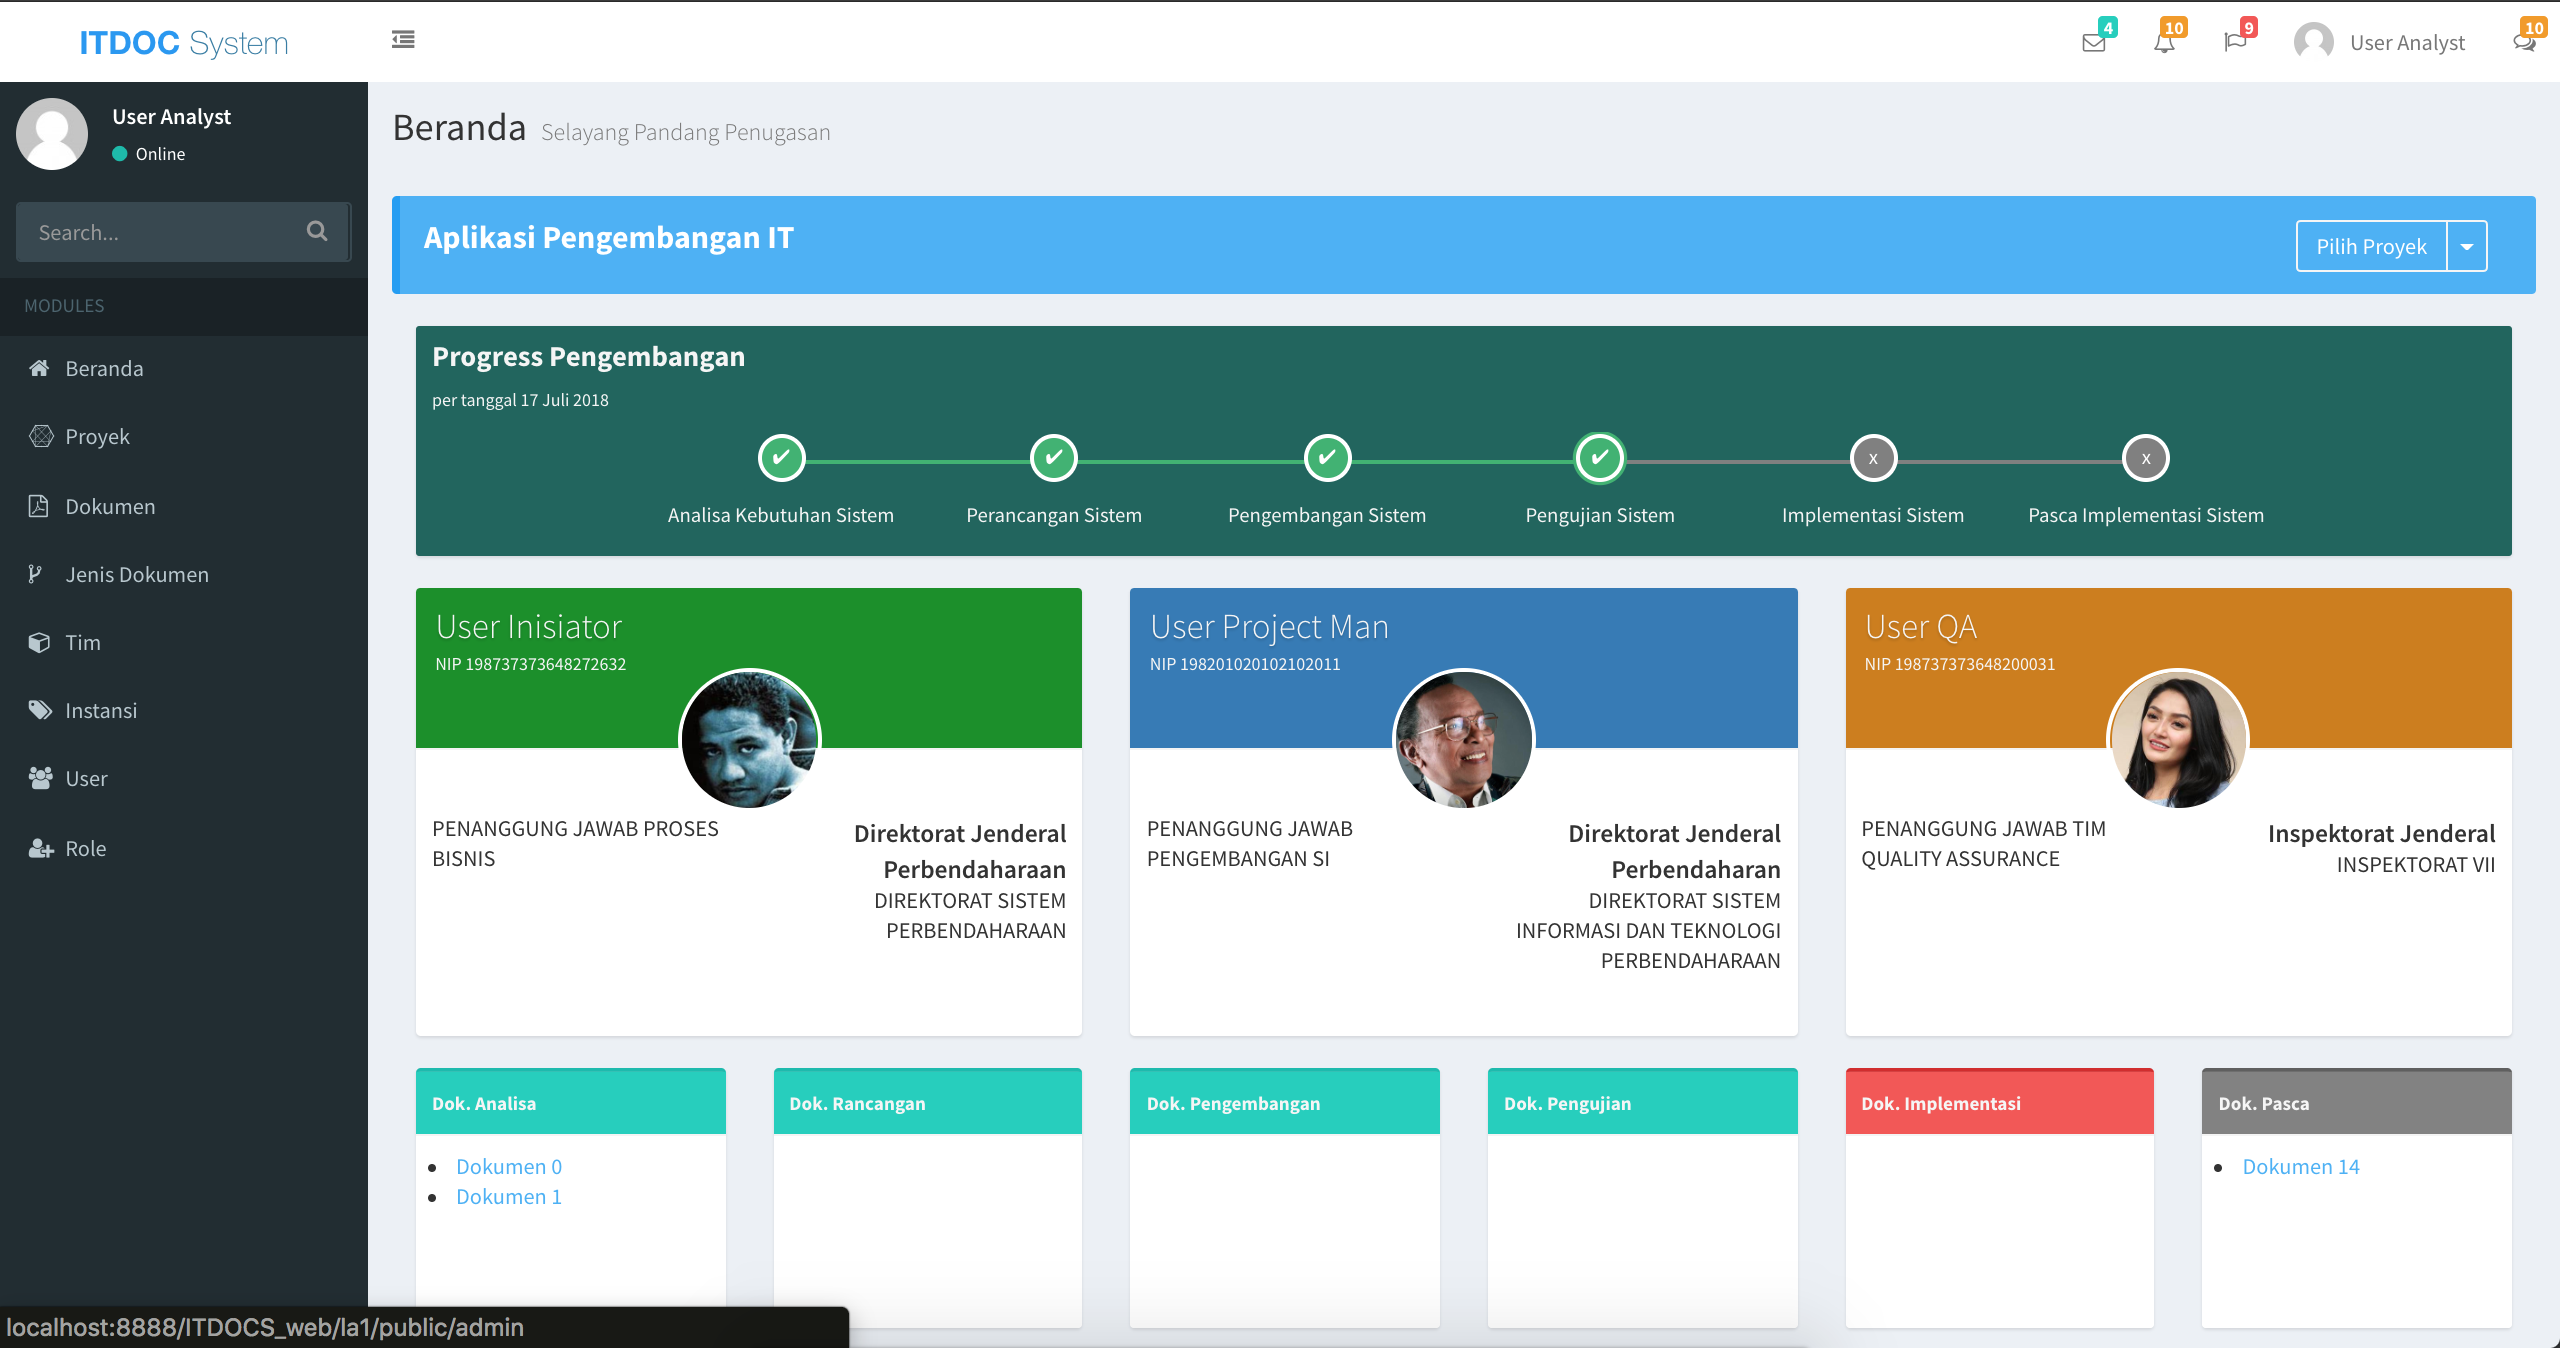 ITDOC System
4
10
9
User Analyst
10
User Analyst
Online
Search...
MODULES
Beranda
Proyek
Dokumen
Jenis Dokumen
Tim
Instansi
User
Role
Beranda Selayang Pandang Penugasan
Aplikasi Pengembangan IT
Pilih Proyek
Progress Pengembangan
per tanggal 17 Juli 2018
x
x
Analisa Kebutuhan Sistem
Perancangan Sistem
Pengembangan Sistem
Pengujian Sistem
Implementasi Sistem
Pasca Implementasi Sistem
User Inisiator
NIP 198737373648272632
PENANGGUNG JAWAB PROSES
BISNIS
Direktorat Jenderal
Perbendaharaan
DIREKTORAT SISTEM
PERBENDAHARAAN
User Project Man
NIP 198201020102102011
PENANGGUNG JAWAB
PENGEMBANGAN SI
Direktorat Jenderal
Perbendaharan
DIREKTORAT SISTEM
INFORMASI DAN TEKNOLOGI
PERBENDAHARAAN
User QA
NIP 198737373648200031
PENANGGUNG JAWAB TIM
QUALITY ASSURANCE
Inspektorat Jenderal
INSPEKTORAT VII
Dok. Analisa
Dokumen 0
Dokumen 1
Dok. Rancangan
Dok. Pengembangan
Dok. Pengujian
Dok. Implementasi
Dok. Pasca
Dokumen 14
localhost:8888/ITDOCS_web/la1/public/admin